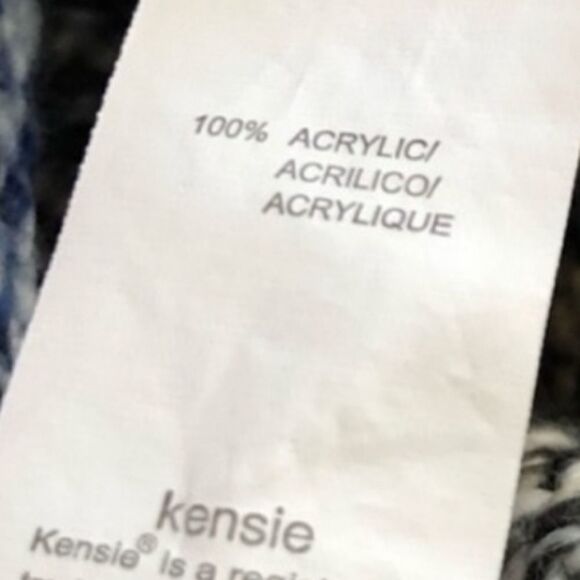 100% ACRYLIC/
ACRILICO/
ACRYLIQUE
kensie
Kensie® is a